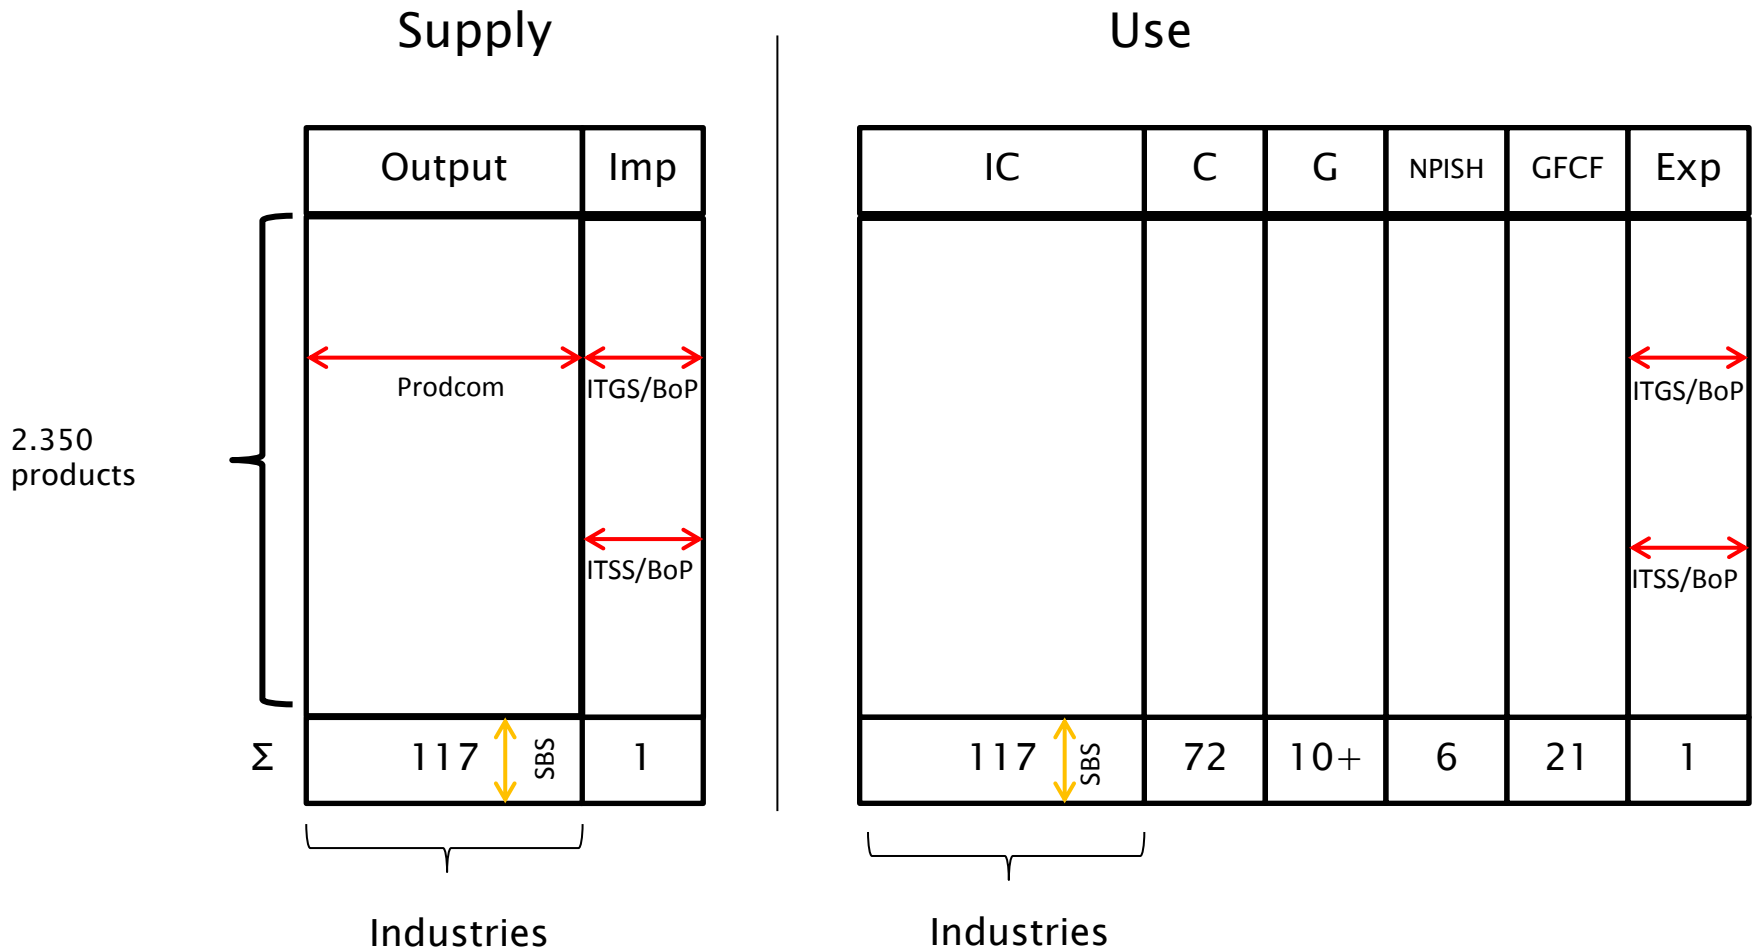 Supply
Use
Output Imp
IC C G NPISH GFCF Exp
Prodcom ITGS/BoP
ITGS/BoP
2.350
products
ITSS/BoP
ITSS/BoP
Σ 117 SBS 1
117 SBS 72 10+ 6 21 1
Industries
Industries